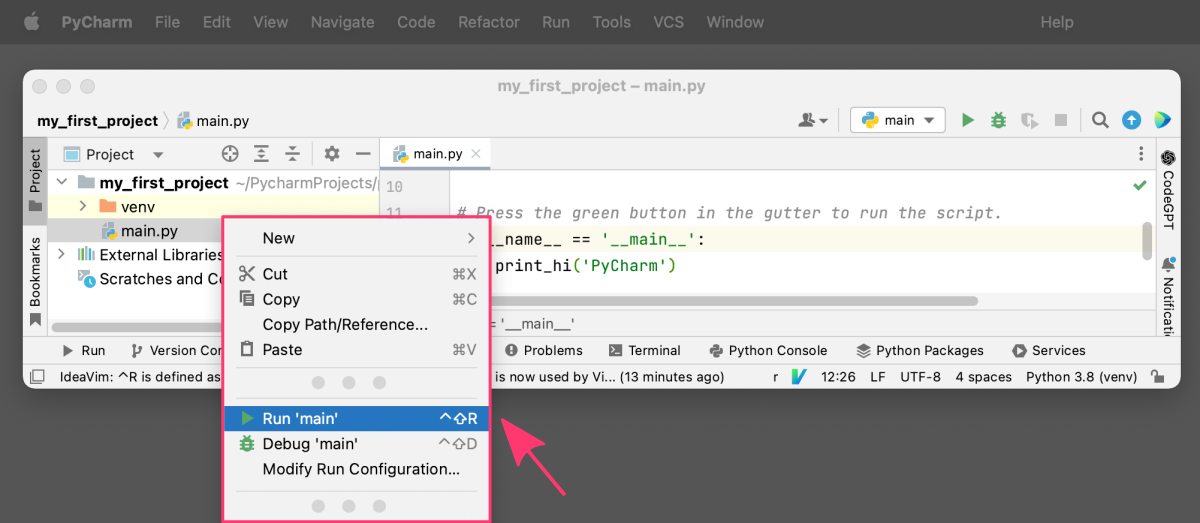 PyCharm File Edit View Navigate Code Refactor Run Tools VCS Window Help
my_first_project – main.py
my_first_project main.py
main
Project
Project
main.py
my_first_project ~/PycharmProjects/
venv
main.py
External Libraries
Scratches and Co
Bookmarks
10
11
# Press the green button in the gutter to run the script.
__name__ == '__main__':
print_hi('PyCharm')
= '__main__'
CodeGPT
Notificati
New
Cut ⌘X
Copy ⌘C
Copy Path/Reference...
Paste ⌘V
Run 'main' ^⇧R
Debug 'main' ^⇧D
Modify Run Configuration...
Run Version Con Problems Terminal Python Console Python Packages Services
IdeaVim: ^R is defined as is now used by Vi... (13 minutes ago) r 12:26 LF UTF-8 4 spaces Python 3.8 (venv)